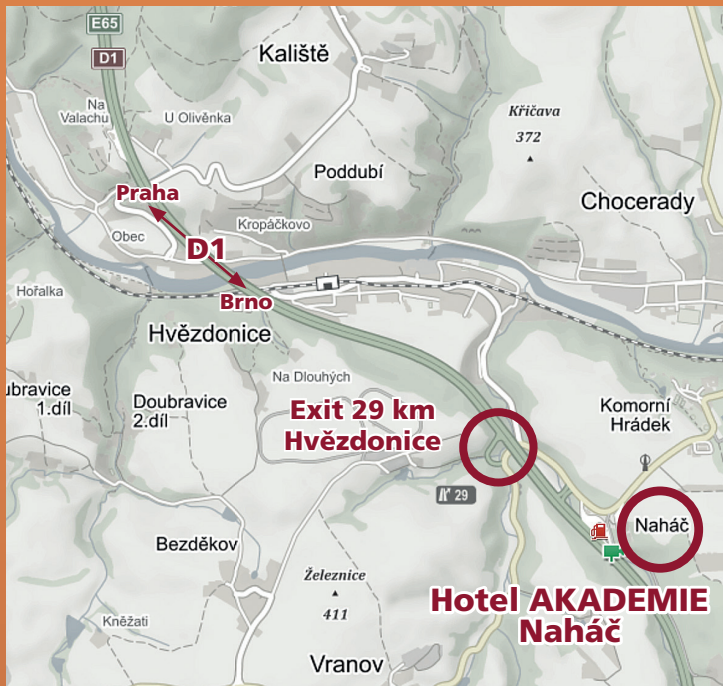 E65
D1
Kaliště
Na
Valachu
U Olivěnka
Křičava
372
Poddubí
Praha
Chocerady
Kropáčkovo
Obec
D1
Hořalka
Brno
Hvězdonice
Na Dlouhých
ubravice
1.díl
Doubravice
2.díl
Exit 29 km
Hvězdonice
Komorní
Hrádek
29
Naháč
Bezděkov
Železnice
411
Hotel AKADEMIE
Naháč
Kněžati
Vranov